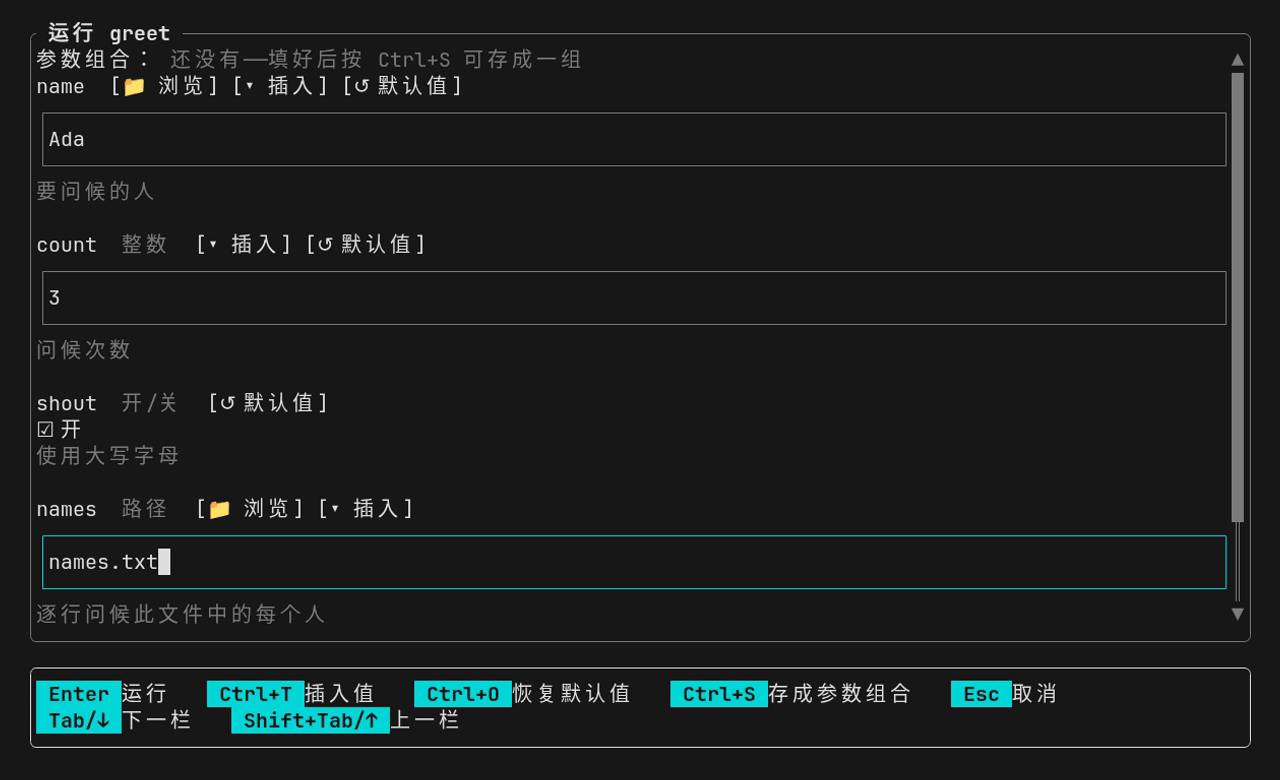 运行 greet
参数组合： 还没有——填好后按 Ctrl+S 可存成一组
name [📁 浏览] [▾ 插入] [↺ 默认值]
Ada
要问候的人
count 整数 [▾ 插入] [↺ 默认值]
3
问候次数
shout 开/关 [↺ 默认值]
☑ 开
使用大写字母
names 路径 [📁 浏览] [▾ 插入]
names.txt
逐行问候此文件中的每个人
Enter 运行 Ctrl+T 插入值 Ctrl+O 恢复默认值 Ctrl+S 存成参数组合 Esc 取消
Tab/↓ 下一栏 Shift+Tab/↑ 上一栏